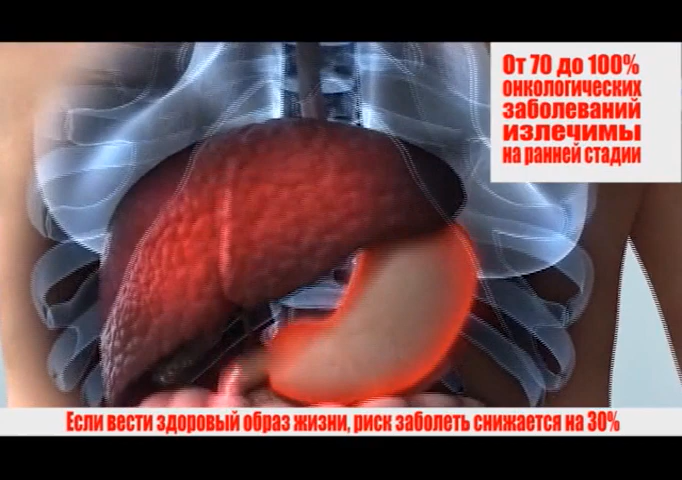 От 70 до 100%
онкологических
заболеваний
излечимы
на ранней стадии
Если вести здоровый образ жизни, риск заболеть снижается на 30%